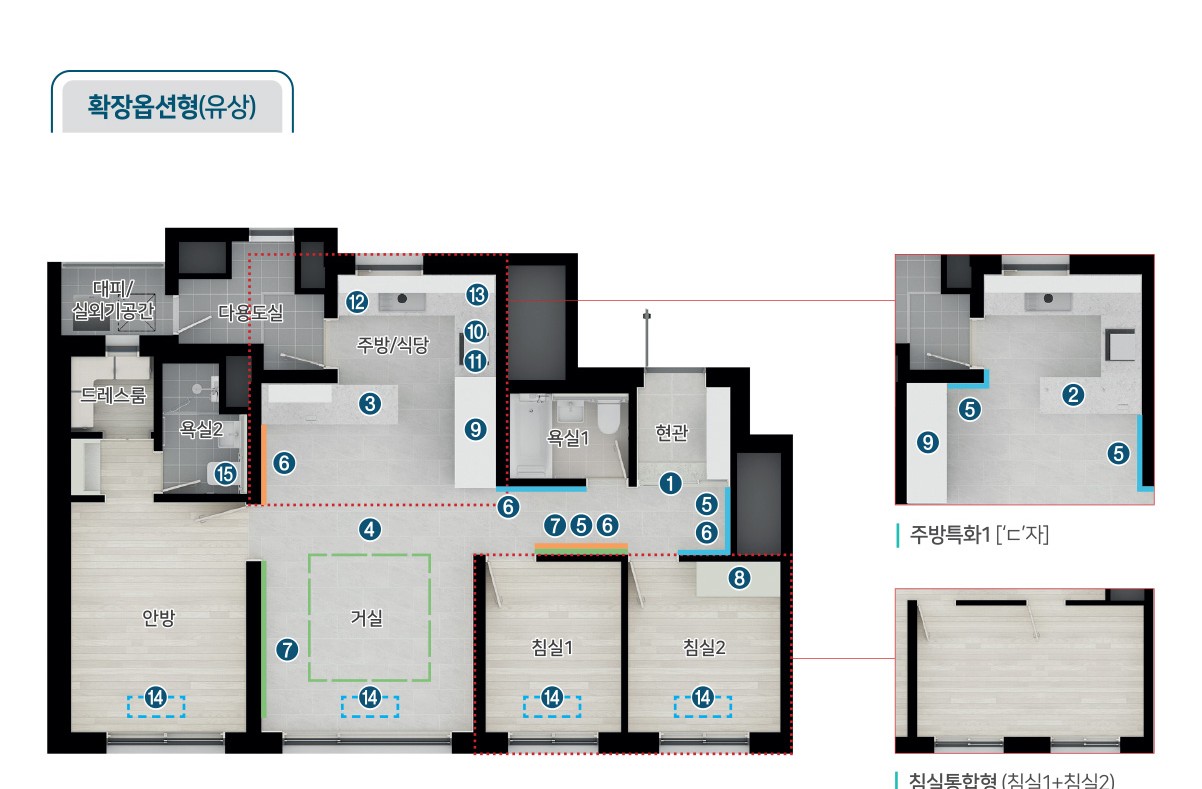 확장옵션형(유상)
대피/
실외기공간
다용도실
⑫
⑬
주방/식당
⑩
⑪
드레스룸
③
욕실2
⑨
욕실1
현관
⑥
⑮
①
⑥
⑤
④
⑦⑤⑥
⑥
⑧
안방
거실
⑦
침실1
침실2
⑭
⑭
⑭
⑭
②
⑤
⑨
⑤
주방특화1 ['ㄷ'자]
침실통합형 (침실1+침실2)